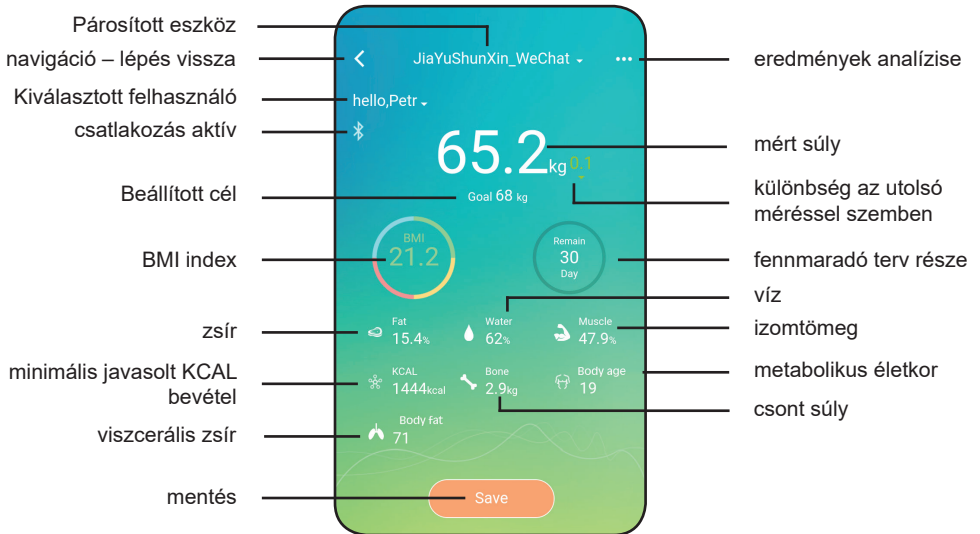 Párosított eszköz
navigáció – lépés vissza
Kiválasztott felhasználó
csatlakozás aktív
Beállított cél
BMI index
zsír
minimális javasolt KCAL
bevétel
viszcerális zsír
mentés
JiaYuShunXin_WeChat
hello,Petr
65.2kg
0.1
Goal 68 kg
BMI
21.2
Remain
30
Day
Fat
15.4%
Water
62%
Muscle
47.9%
KCAL
1444kcal
Bone
2.9kg
Body age
19
Body fat
71
Save
eredmények analízise
mért súly
különbség az utolsó
méréssel szemben
fennmaradó terv része
víz
izomtömeg
metabolikus életkor
csont súly